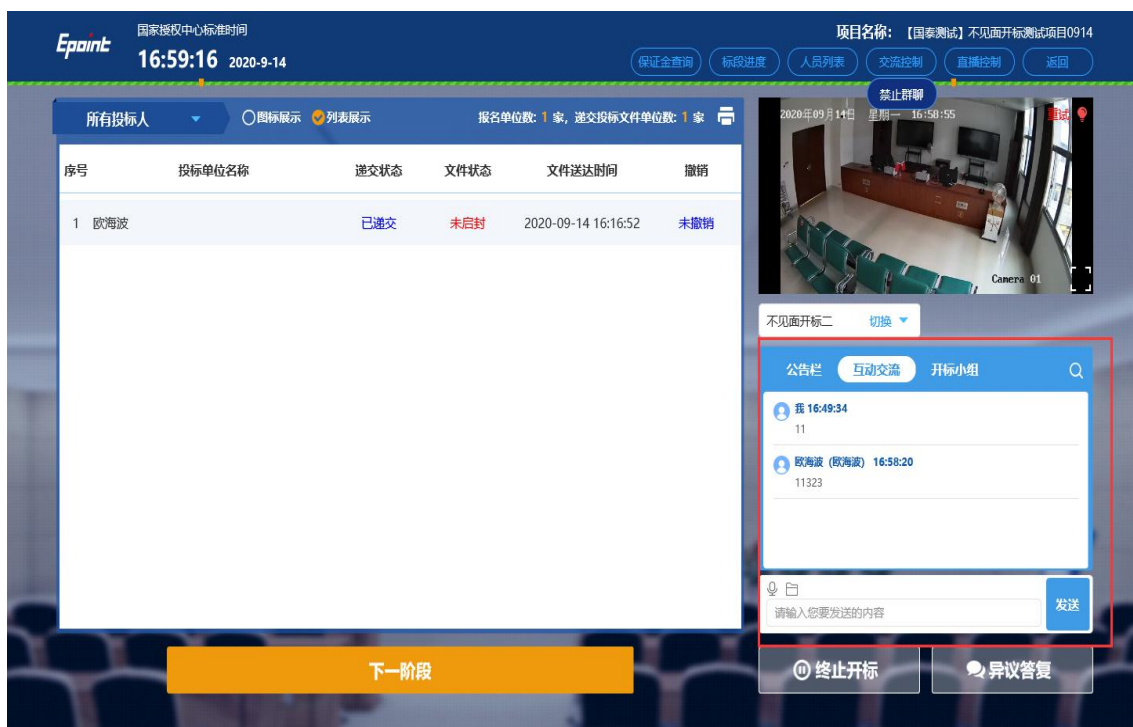 Epoint
国家授权中心标准时间
16:59:16 2020-9-14
项目名称：【国泰测试】不见面开标测试项目0914
保证金查询 标段进度 人员列表 交流控制 直播控制 返回
禁止群聊
所有投标人 图标展示 列表展示 报名单位数: 1 家, 递交投标文件单位数: 1 家
序号 投标单位名称 递交状态 文件状态 文件送达时间 撤销
1 欧海波 已递交 未启封 2020-09-14 16:16:52 未撤销
2020年09月14日 星期一 16:58:55 重试
Camera 01
不见面开标二 切换
公告栏 互动交流 开标小组
我 16:49:34
11
欧海波（欧海波） 16:58:20
11323
请输入您要发送的内容
发送
下一阶段
终止开标
异议答复